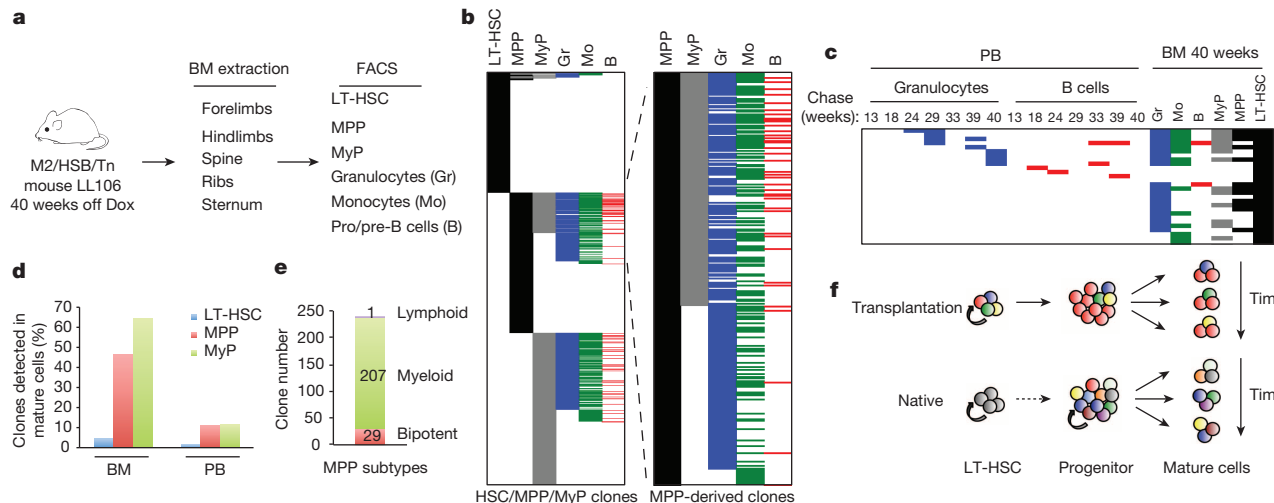 a
BM extraction
FACS
M2/HSB/Tn
mouse LL106
40 weeks off Dox
Forelimbs
Hindlimbs
Spine
Ribs
Sternum
LT-HSC
MPP
MyP
Granulocytes (Gr)
Monocytes (Mo)
Pro/pre-B cells (B)
b
LT-HSC
MPP
MyP
Gr
Mo
B
HSC/MPP/MyP clones
MPP
MyP
Gr
Mo
B
MPP-derived clones
c
PB
BM 40 weeks
Granulocytes
B cells
Chase (weeks):
13 18 24 29 33 39 40 13 18 24 29 33 39 40
Gr
Mo
B
MyP
MPP
LT-HSC
d
Clones detected in
mature cells (%)
70
60
50
40
30
20
10
0
LT-HSC
MPP
MyP
BM
PB
e
Clone number
250
200
150
100
50
0
1
207
29
Lymphoid
Myeloid
Bipotent
MPP subtypes
f
Transplantation
Tim
Native
Tim
LT-HSC
Progenitor
Mature cells